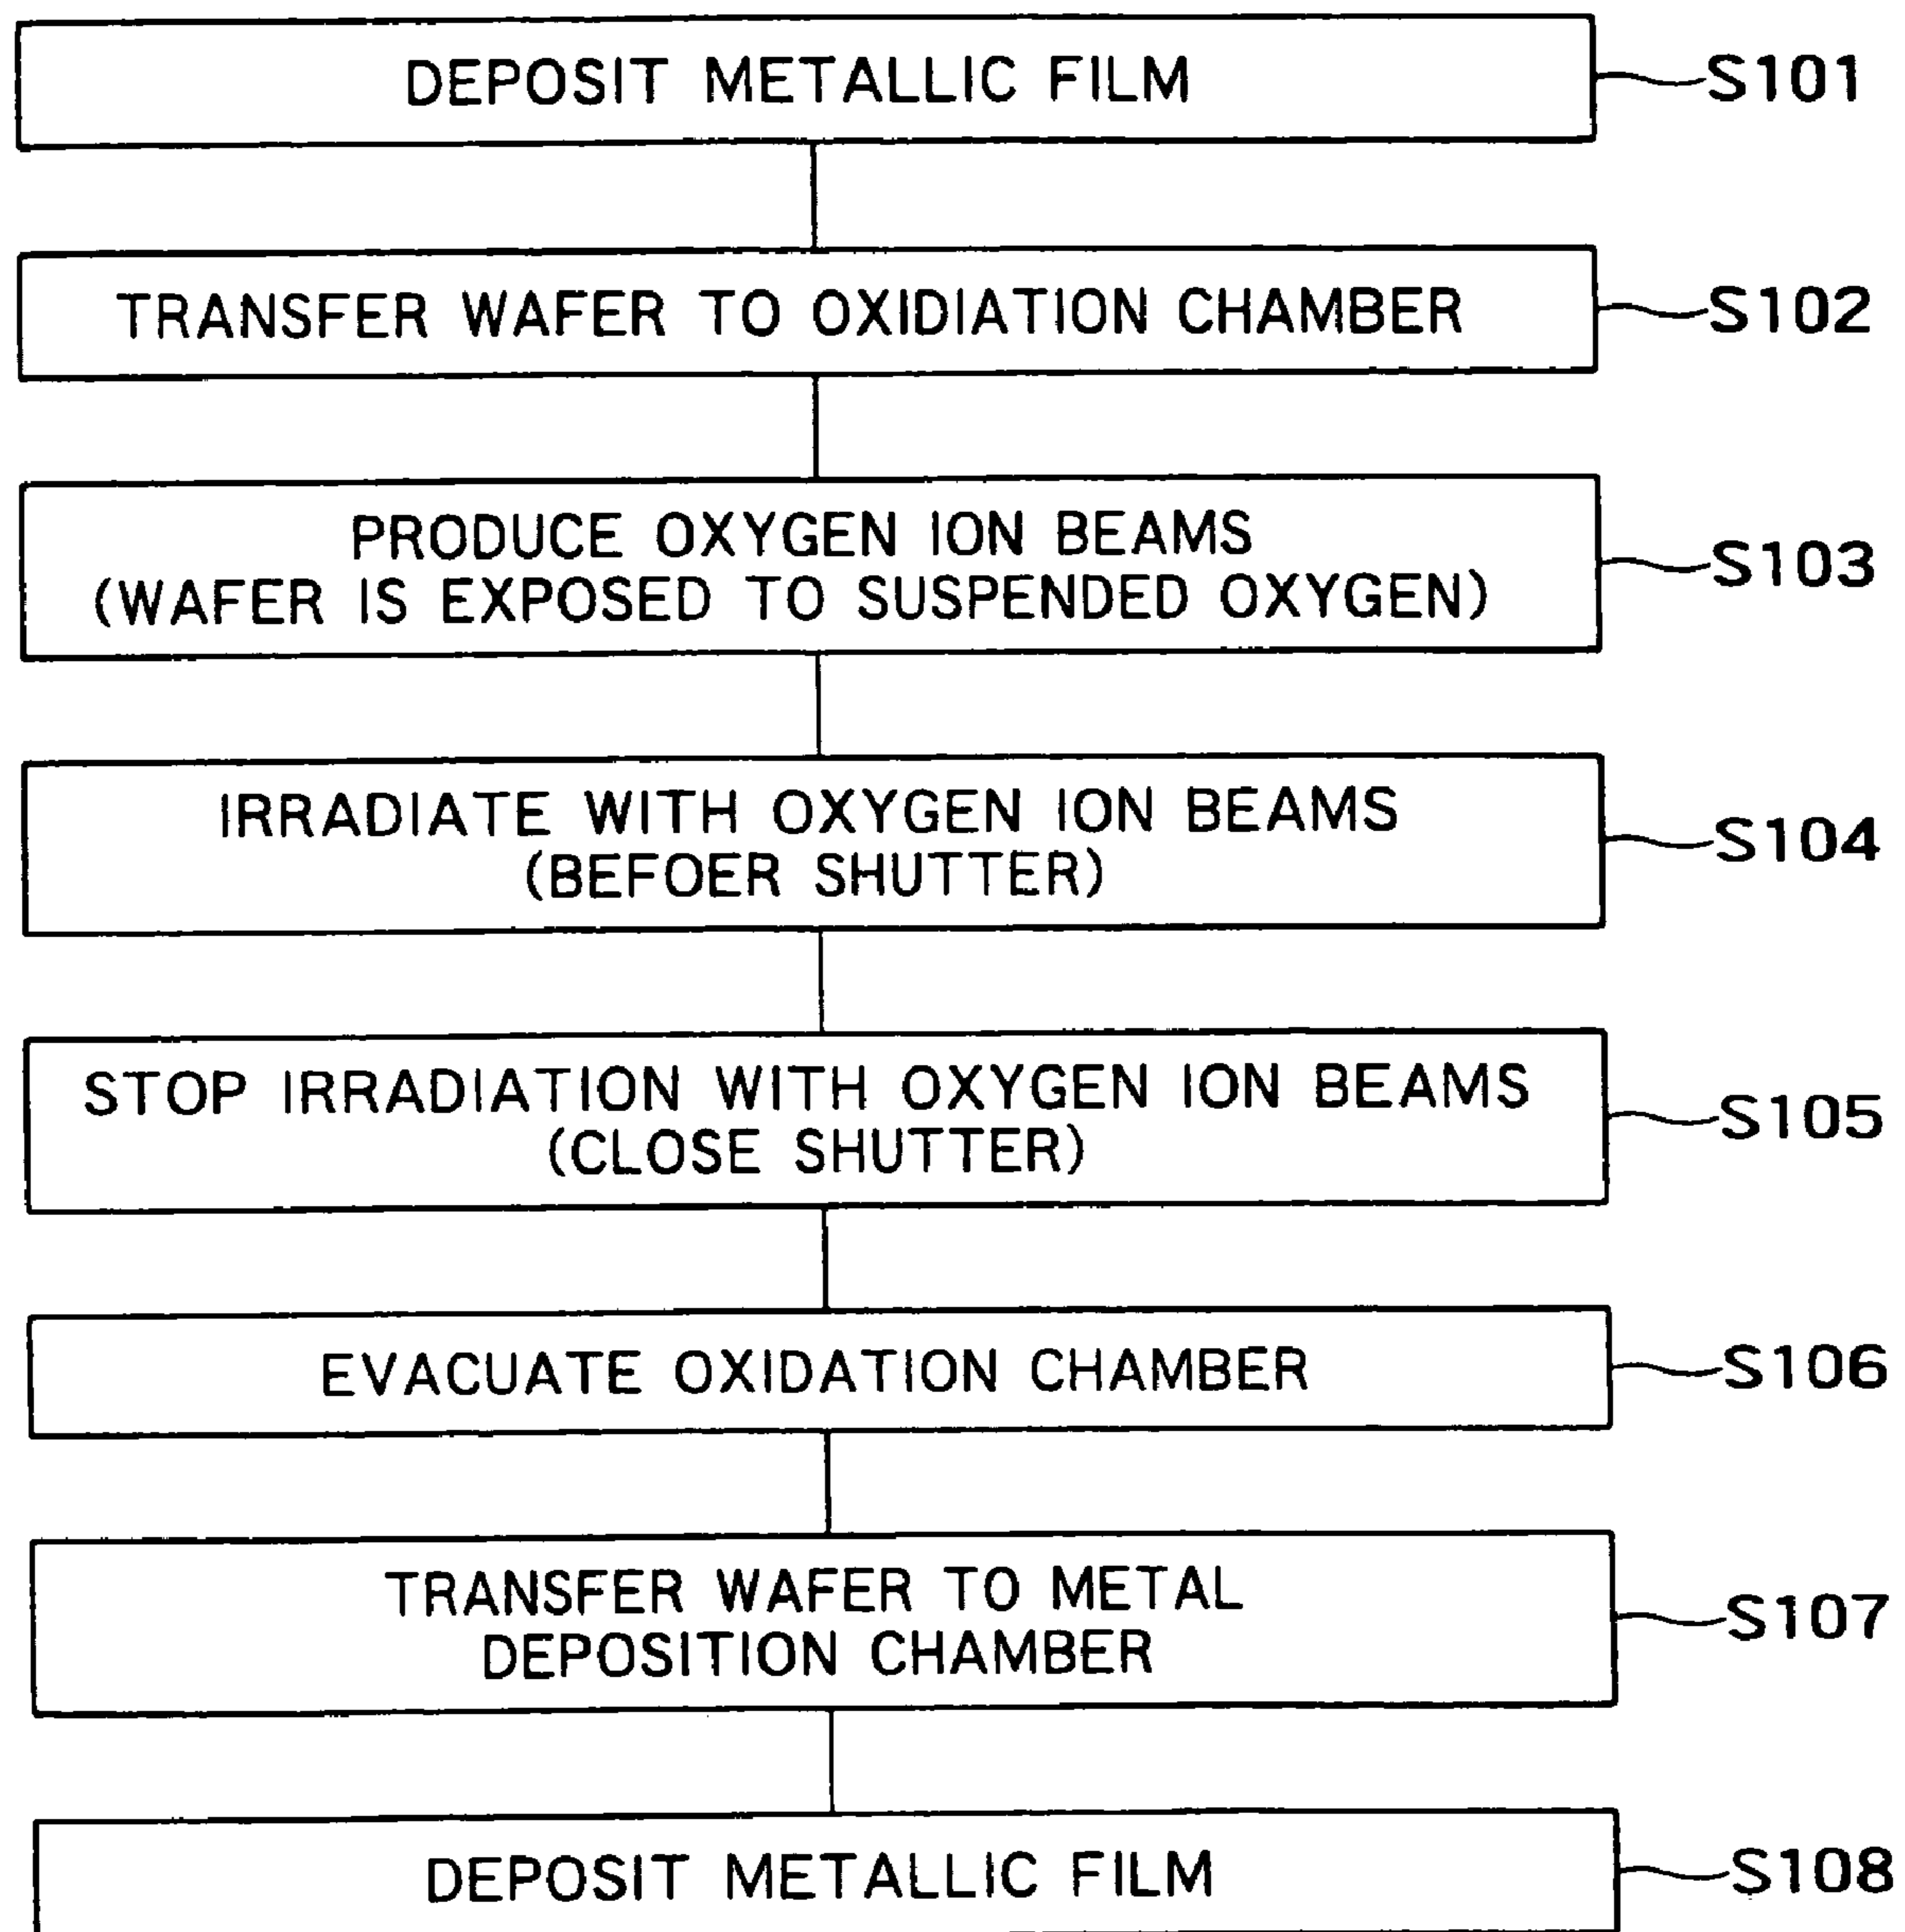 DEPOSIT METALLIC FILM
S101
TRANSFER WAFER TO OXIDIATION CHAMBER
S102
PRODUCE OXYGEN ION BEAMS
(WAFER IS EXPOSED TO SUSPENDED OXYGEN)
S103
IRRADIATE WITH OXYGEN ION BEAMS
(BEFOER SHUTTER)
S104
STOP IRRADIATION WITH OXYGEN ION BEAMS
(CLOSE SHUTTER)
S105
EVACUATE OXIDATION CHAMBER
S106
TRANSFER WAFER TO METAL
DEPOSITION CHAMBER
S107
DEPOSIT METALLIC FILM
S108